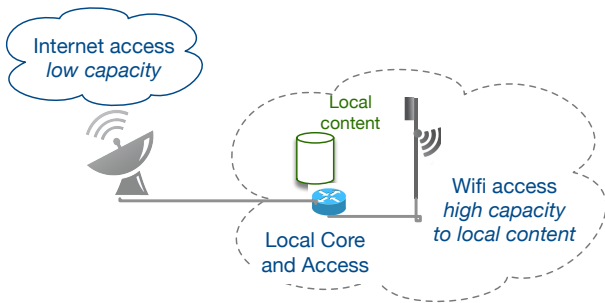 Internet access
low capacity
Local
content
Wifi access
high capacity
to local content
Local Core
and Access